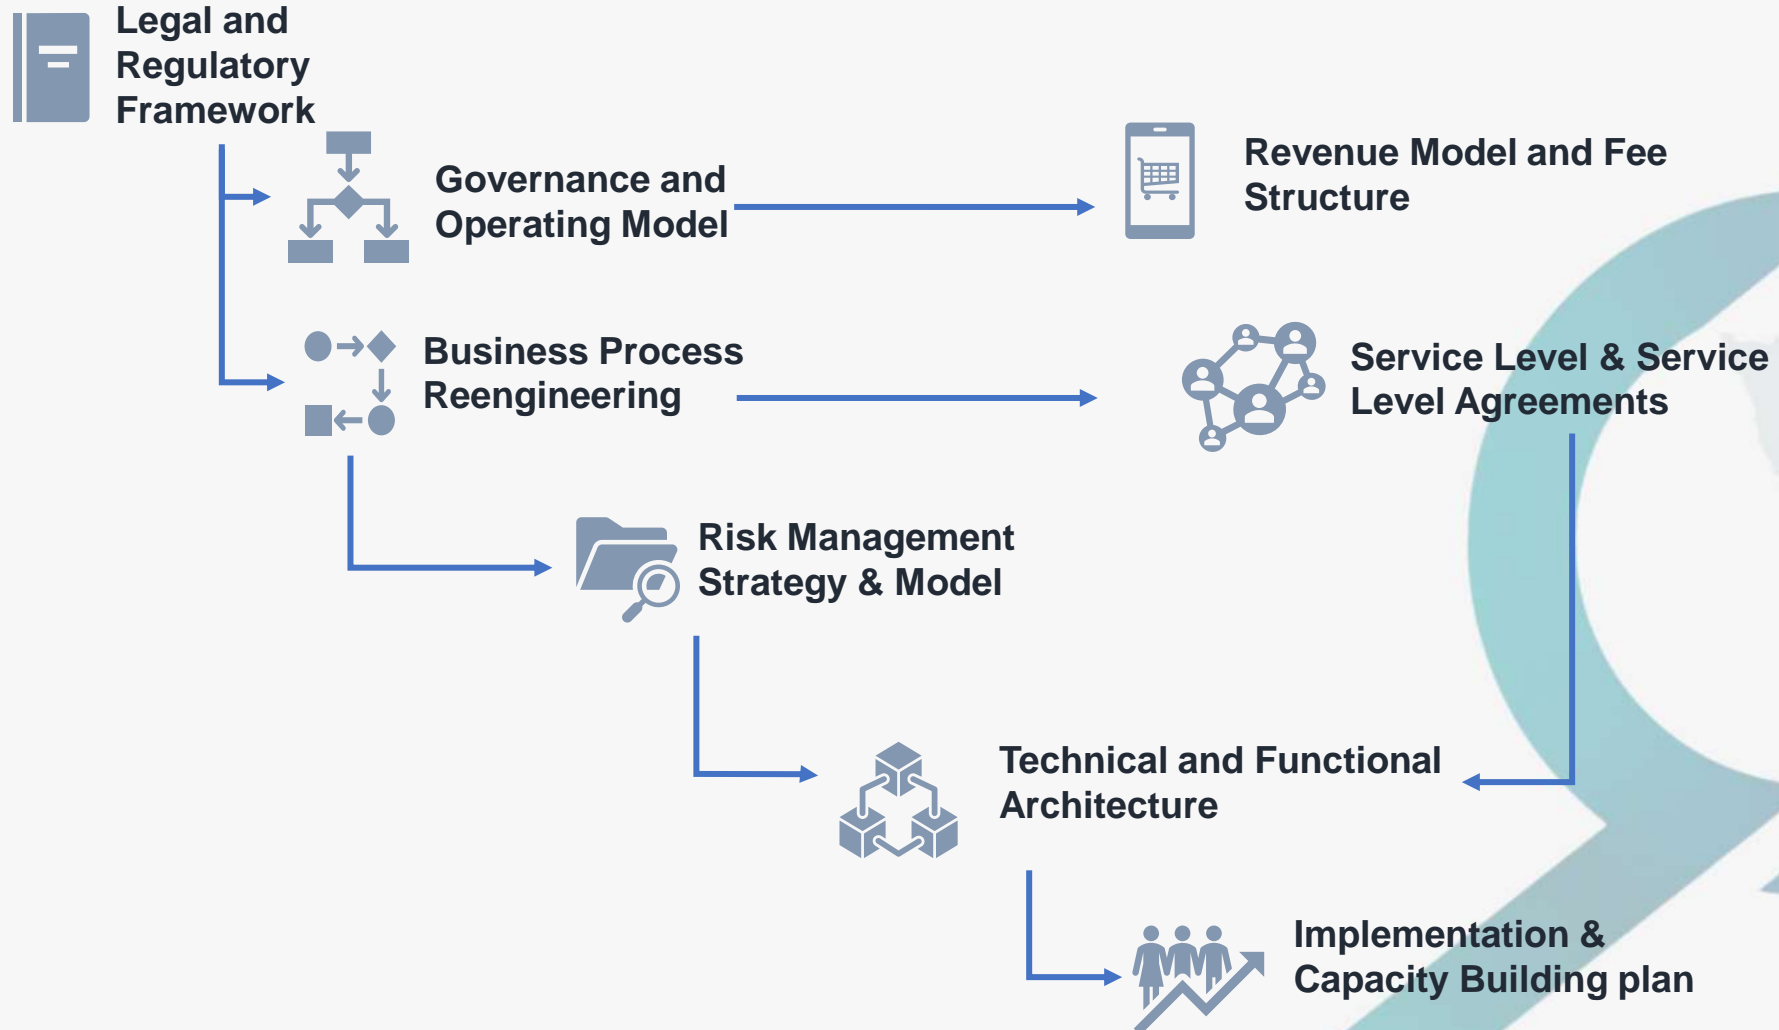 Legal and
Regulatory
Framework
Governance and
Operating Model
Revenue Model and Fee
Structure
Business Process
Reengineering
Service Level & Service
Level Agreements
Risk Management
Strategy & Model
Technical and Functional
Architecture
Implementation &
Capacity Building plan